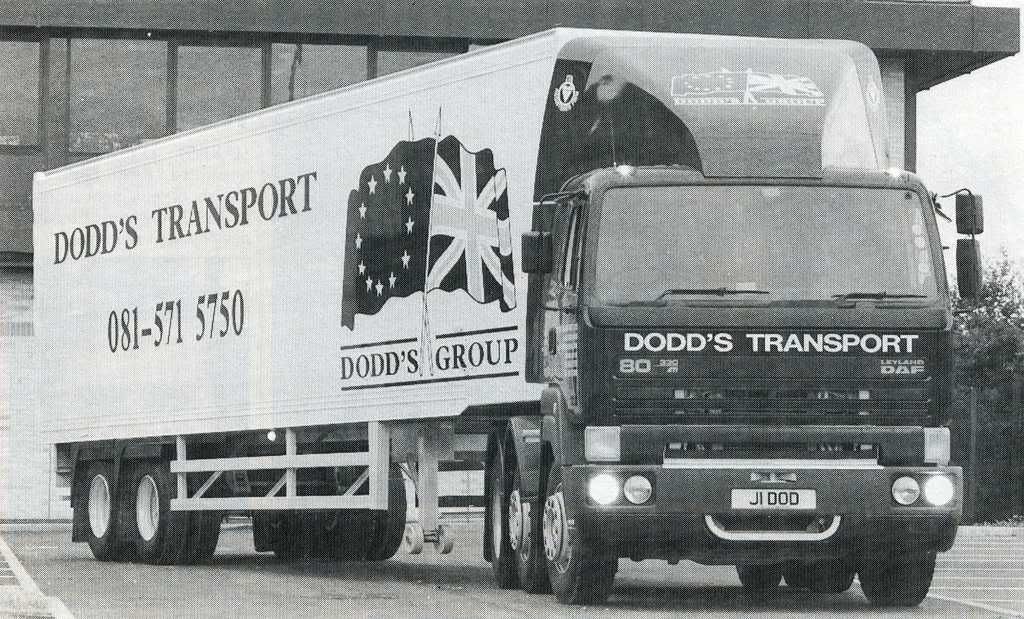 DODD'S TRANSPORT
081-571 5750
DODD'S GROUP
DODD'S TRANSPORT
80
LEYLAND
DAF
J1 DOD